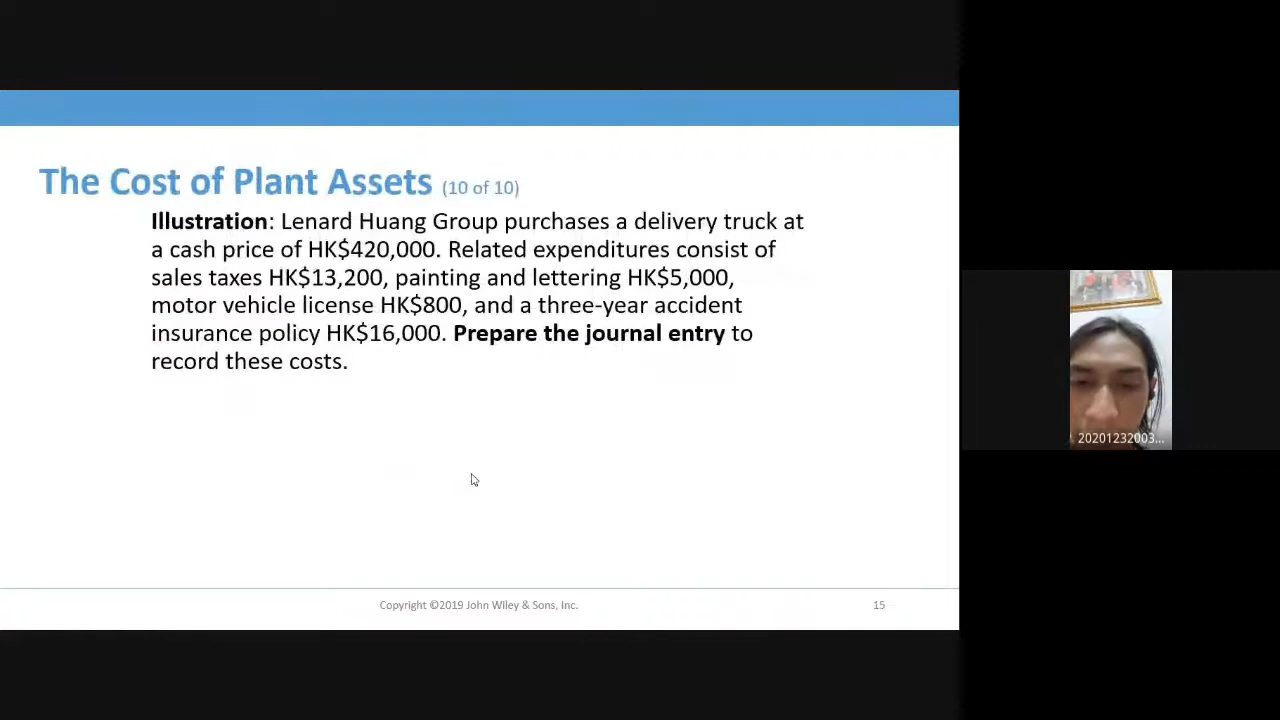 The Cost of Plant Assets (10 of 10)
Illustration: Lenard Huang Group purchases a delivery truck at
a cash price of HK$420,000. Related expenditures consist of
sales taxes HK$13,200, painting and lettering HK$5,000,
motor vehicle license HK$800, and a three-year accident
insurance policy HK$16,000. Prepare the journal entry to
record these costs.
20201232003...
Copyright ©2019 John Wiley & Sons, Inc.
15